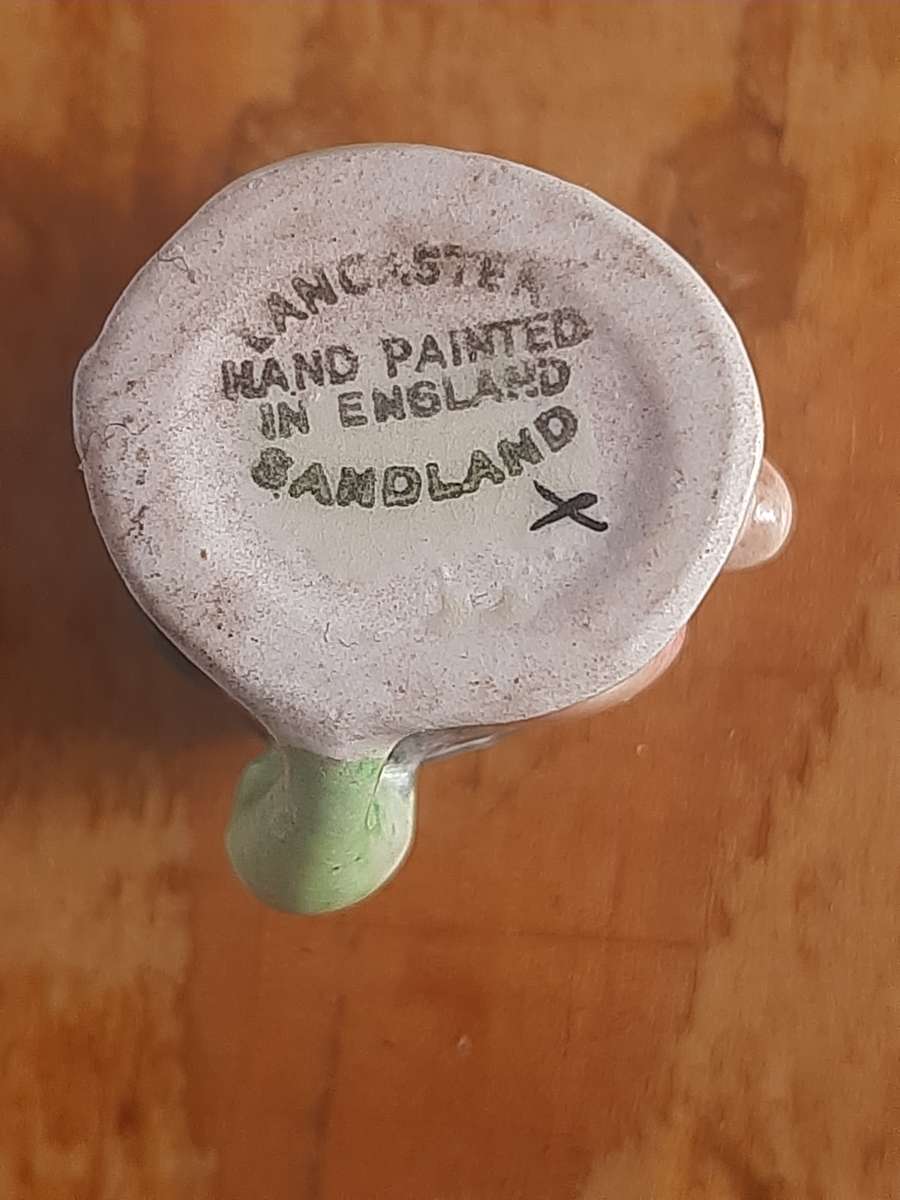 LANCASTER
HAND PAINTED
IN ENGLAND
SANDLAND
X